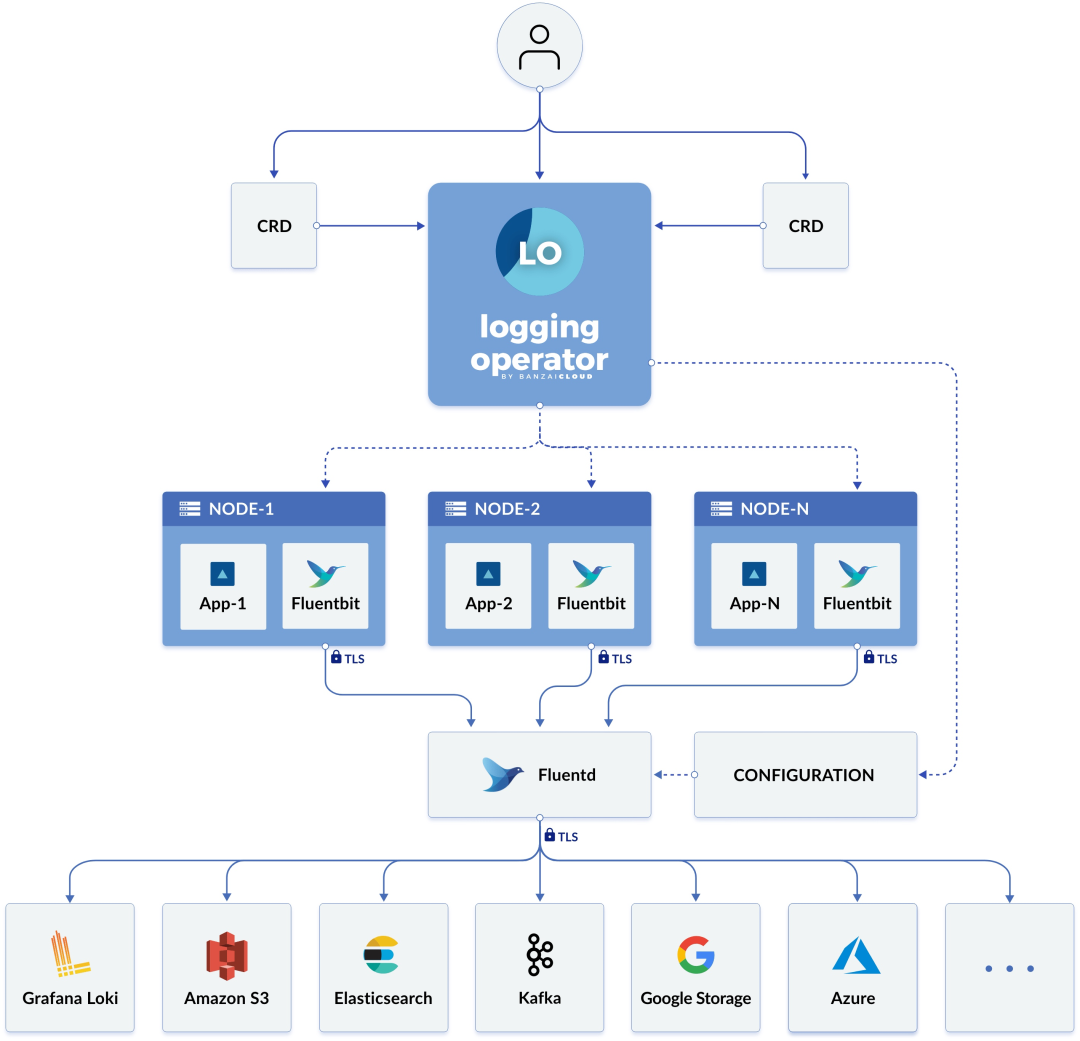 CRD
CRD
LO
logging
operator
BY BANZAICLOUD
NODE-1
NODE-2
NODE-N
App-1
Fluentbit
App-2
Fluentbit
App-N
Fluentbit
TLS
TLS
TLS
Fluentd
CONFIGURATION
TLS
Grafana Loki
Amazon S3
Elasticsearch
Kafka
Google Storage
Azure
...